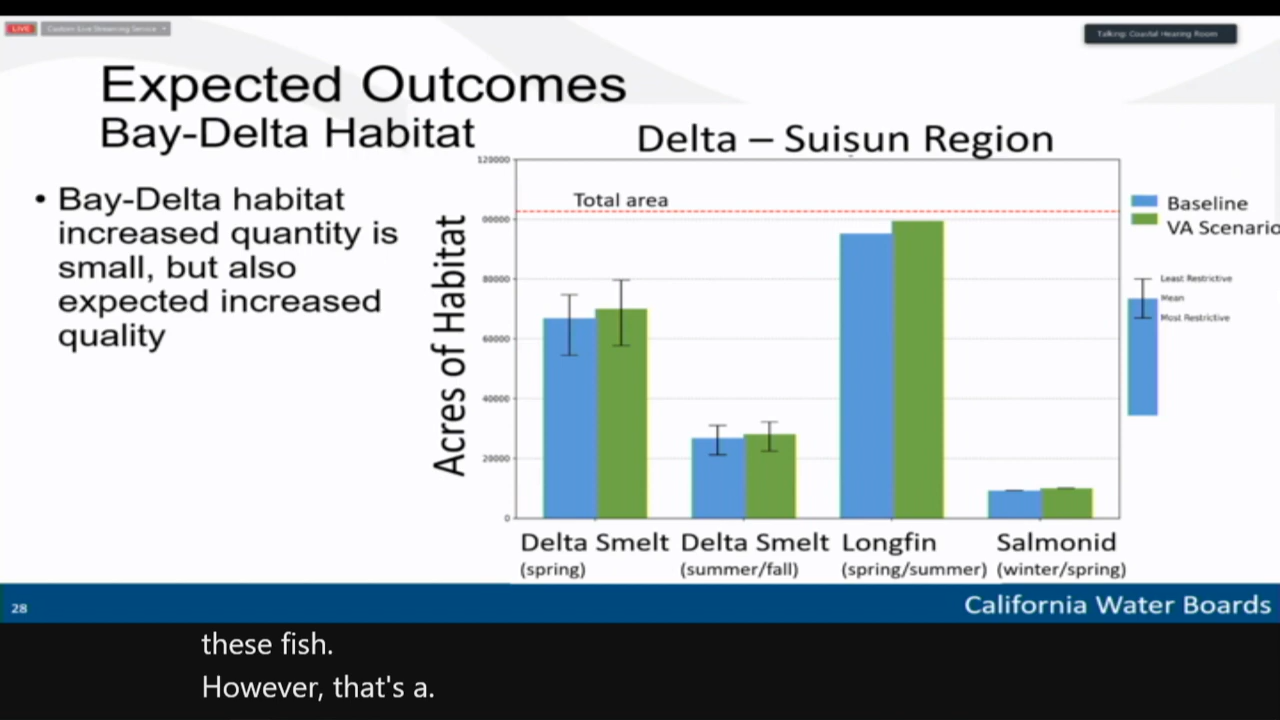 LIVE
Custom Live Streaming Service
Talking: Coastal Hearing Room
Expected Outcomes
Bay-Delta Habitat
• Bay-Delta habitat
increased quantity is
small, but also
expected increased
quality
Delta – Suisun Region
Acres of Habitat
120000
Total area
80000
60000
40000
20000
0
Delta Smelt
(spring)
Delta Smelt
(summer/fall)
Longfin
(spring/summer)
Salmonid
(winter/spring)
Baseline
VA Scenario
Least Restrictive
Mean
Most Restrictive
28
California Water Boards
these fish.
However, that's a.